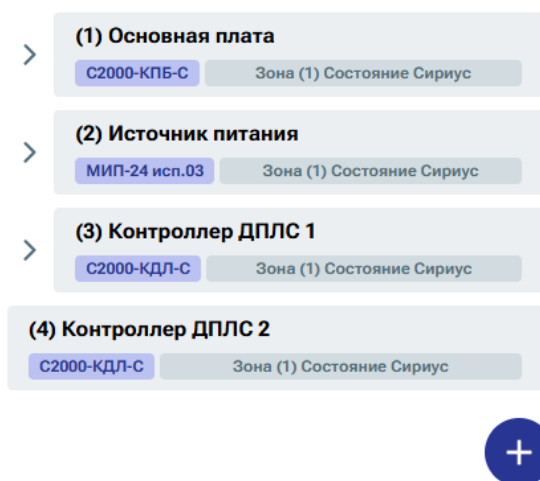 (1) Основная плата
С2000-КПБ-С Зона (1) Состояние Сириус
(2) Источник питания
МИП-24 исп.03 Зона (1) Состояние Сириус
(3) Контроллер ДПЛС 1
С2000-КДЛ-С Зона (1) Состояние Сириус
(4) Контроллер ДПЛС 2
С2000-КДЛ-С Зона (1) Состояние Сириус
+